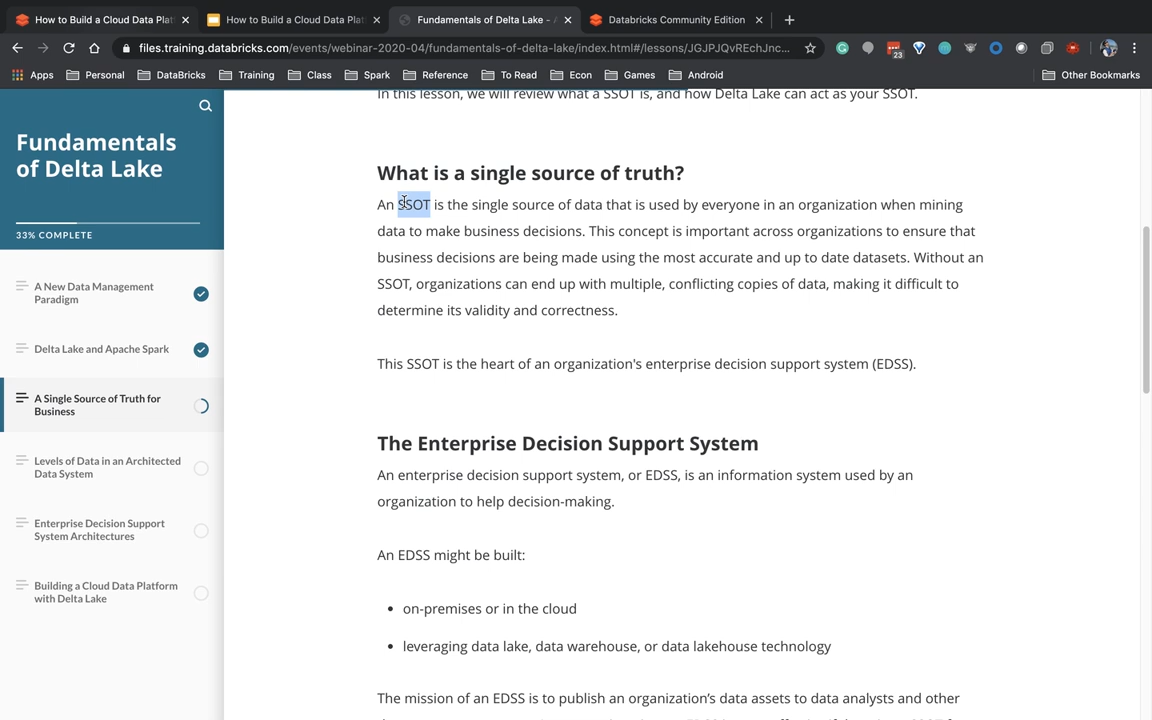 How to Build a Cloud Data Plat
How to Build a Cloud Data Plat
Fundamentals of Delta Lake -
Databricks Community Edition
files.training.databricks.com/events/webinar-2020-04/fundamentals-of-delta-lake/index.html#/lessons/JGJPJQvREchJnc...
23
Apps Personal DataBricks Training Class Spark Reference To Read Econ Games Android Other Bookmarks
Fundamentals
of Delta Lake
33% COMPLETE
A New Data Management
Paradigm
Delta Lake and Apache Spark
A Single Source of Truth for
Business
Levels of Data in an Architected
Data System
Enterprise Decision Support
System Architectures
Building a Cloud Data Platform
with Delta Lake
In this lesson, we will review what a SSOT is, and how Delta Lake can act as your SSOT.
What is a single source of truth?
An SSOT is the single source of data that is used by everyone in an organization when mining
data to make business decisions. This concept is important across organizations to ensure that
business decisions are being made using the most accurate and up to date datasets. Without an
SSOT, organizations can end up with multiple, conflicting copies of data, making it difficult to
determine its validity and correctness.
This SSOT is the heart of an organization's enterprise decision support system (EDSS).
The Enterprise Decision Support System
An enterprise decision support system, or EDSS, is an information system used by an
organization to help decision-making.
An EDSS might be built:
• on-premises or in the cloud
• leveraging data lake, data warehouse, or data lakehouse technology
The mission of an EDSS is to publish an organization's data assets to data analysts and other